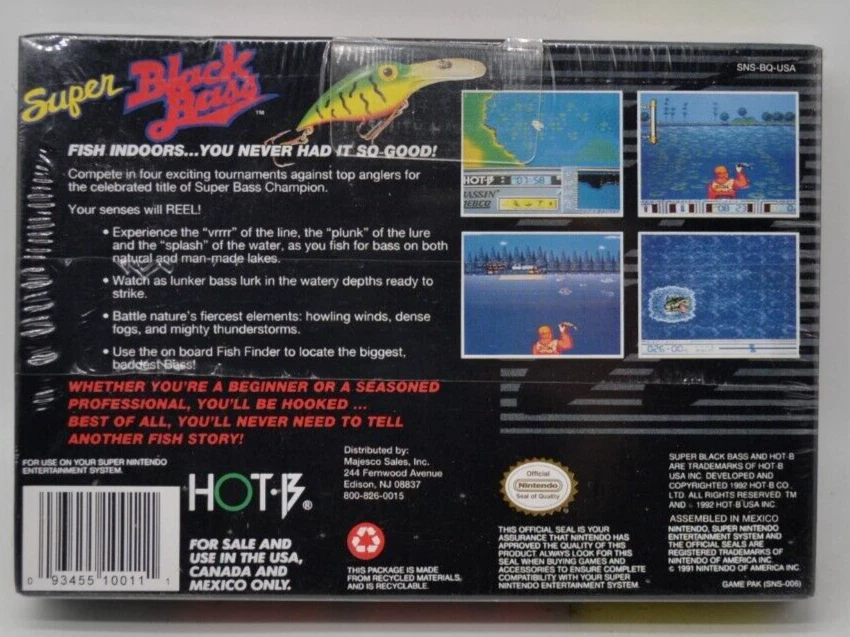 Super Black Bass™
SNS-BQ-USA
FISH INDOORS...YOU NEVER HAD IT SO GOOD!
Compete in four exciting tournaments against top anglers for
the celebrated title of Super Bass Champion.
Your senses will REEL!
• Experience the "vrrrr" of the line, the "plunk" of the lure
and the "splash" of the water, as you fish for bass on both
natural and man-made lakes.
• Watch as lunker bass lurk in the watery depths ready to
strike.
• Battle nature's fiercest elements: howling winds, dense
fogs, and mighty thunderstorms.
• Use the on board Fish Finder to locate the biggest,
baddest Bass!
WHETHER YOU'RE A BEGINNER OR A SEASONED
PROFESSIONAL, YOU'LL BE HOOKED ...
BEST OF ALL, YOU'LL NEVER NEED TO TELL
ANOTHER FISH STORY!
HOT-B
FOR USE ON YOUR SUPER NINTENDO
ENTERTAINMENT SYSTEM.
0 93455 10011 1
HOT·B®
FOR SALE AND
USE IN THE USA,
CANADA AND
MEXICO ONLY.
Distributed by:
Majesco Sales, Inc.
244 Fernwood Avenue
Edison, NJ 08837
800-826-0015
THIS PACKAGE IS MADE
FROM RECYCLED MATERIALS,
AND IS RECYCLABLE.
Official
Nintendo
Seal of Quality
THIS OFFICIAL SEAL IS YOUR
ASSURANCE THAT NINTENDO HAS
APPROVED THE QUALITY OF THIS
PRODUCT. ALWAYS LOOK FOR THIS
SEAL WHEN BUYING GAMES AND
ACCESSORIES TO ENSURE COMPLETE
COMPATIBILITY WITH YOUR SUPER
NINTENDO ENTERTAINMENT SYSTEM.
SUPER BLACK BASS AND HOT-B
ARE TRADEMARKS OF HOT-B
USA INC. DEVELOPED AND
COPYRIGHTED 1992 HOT-B CO.,
LTD. ALL RIGHTS RESERVED. TM
AND © 1992 HOT-B USA INC.
ASSEMBLED IN MEXICO
NINTENDO, SUPER NINTENDO
ENTERTAINMENT SYSTEM AND
THE OFFICIAL SEALS ARE
REGISTERED TRADEMARKS OF
NINTENDO OF AMERICA INC.
© 1991 NINTENDO OF AMERICA INC.
GAME PAK (SNS-006)